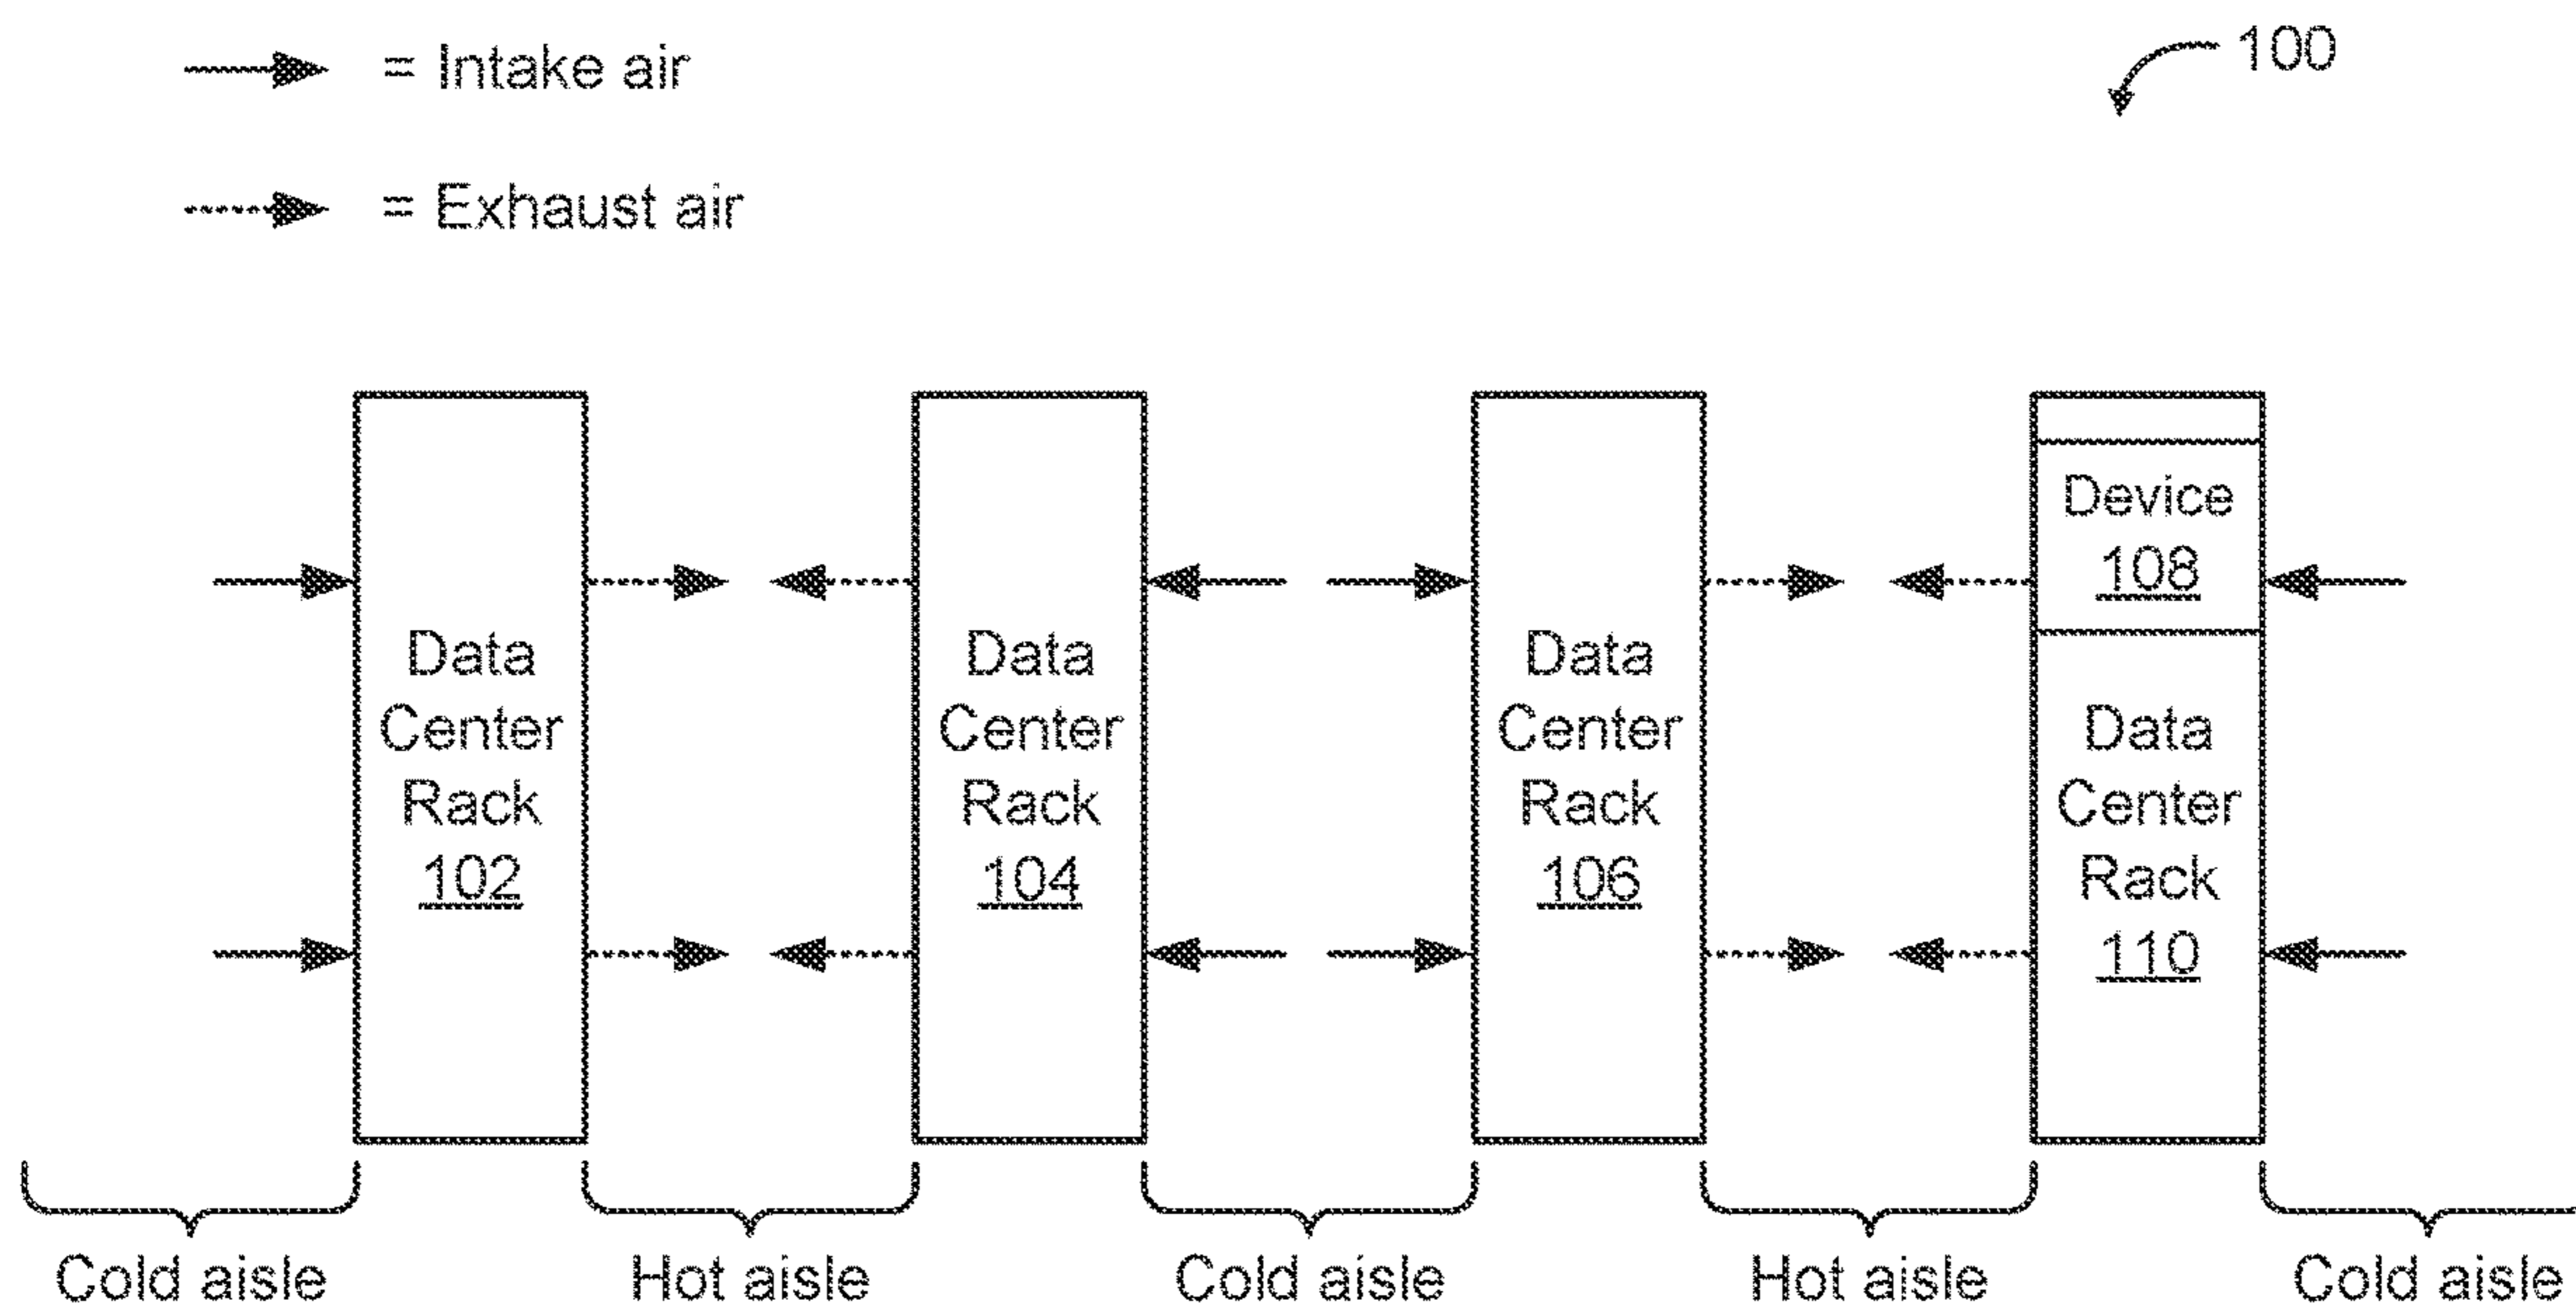 = Intake air
100
= Exhaust air
Data
Center
Rack
102
Data
Center
Rack
104
Data
Center
Rack
106
Device
108
Data
Center
Rack
110
Cold aisle
Hot aisle
Cold aisle
Hot aisle
Cold aisle